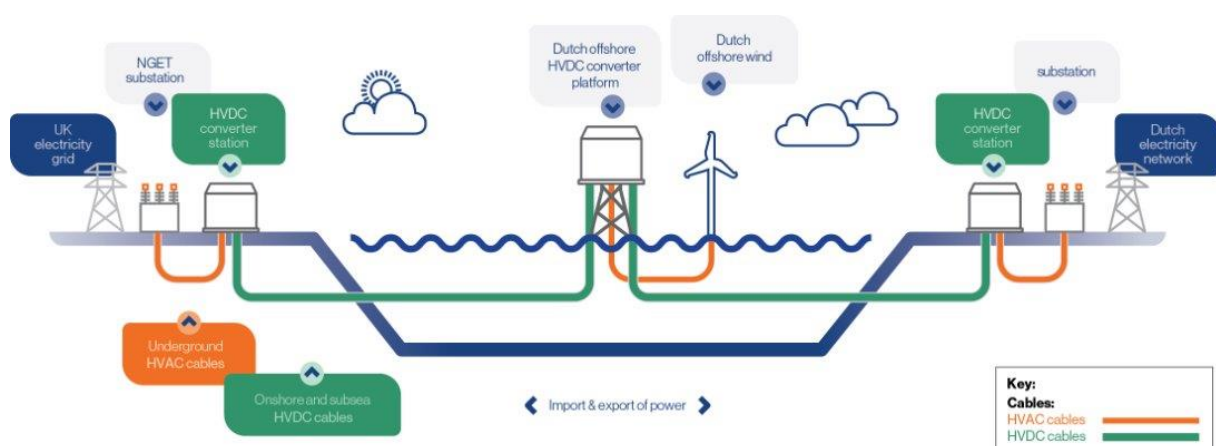 NGET
substation
HVDC
converter
station
UK
electricity
grid
Dutch offshore
HVDC converter
platform
Dutch
offshore wind
substation
HVDC
converter
station
Dutch
electricity
network
Underground
HVAC cables
Onshore and subsea
HVDC cables
Import & export of power
Key:
Cables:
HVAC cables
HVDC cables